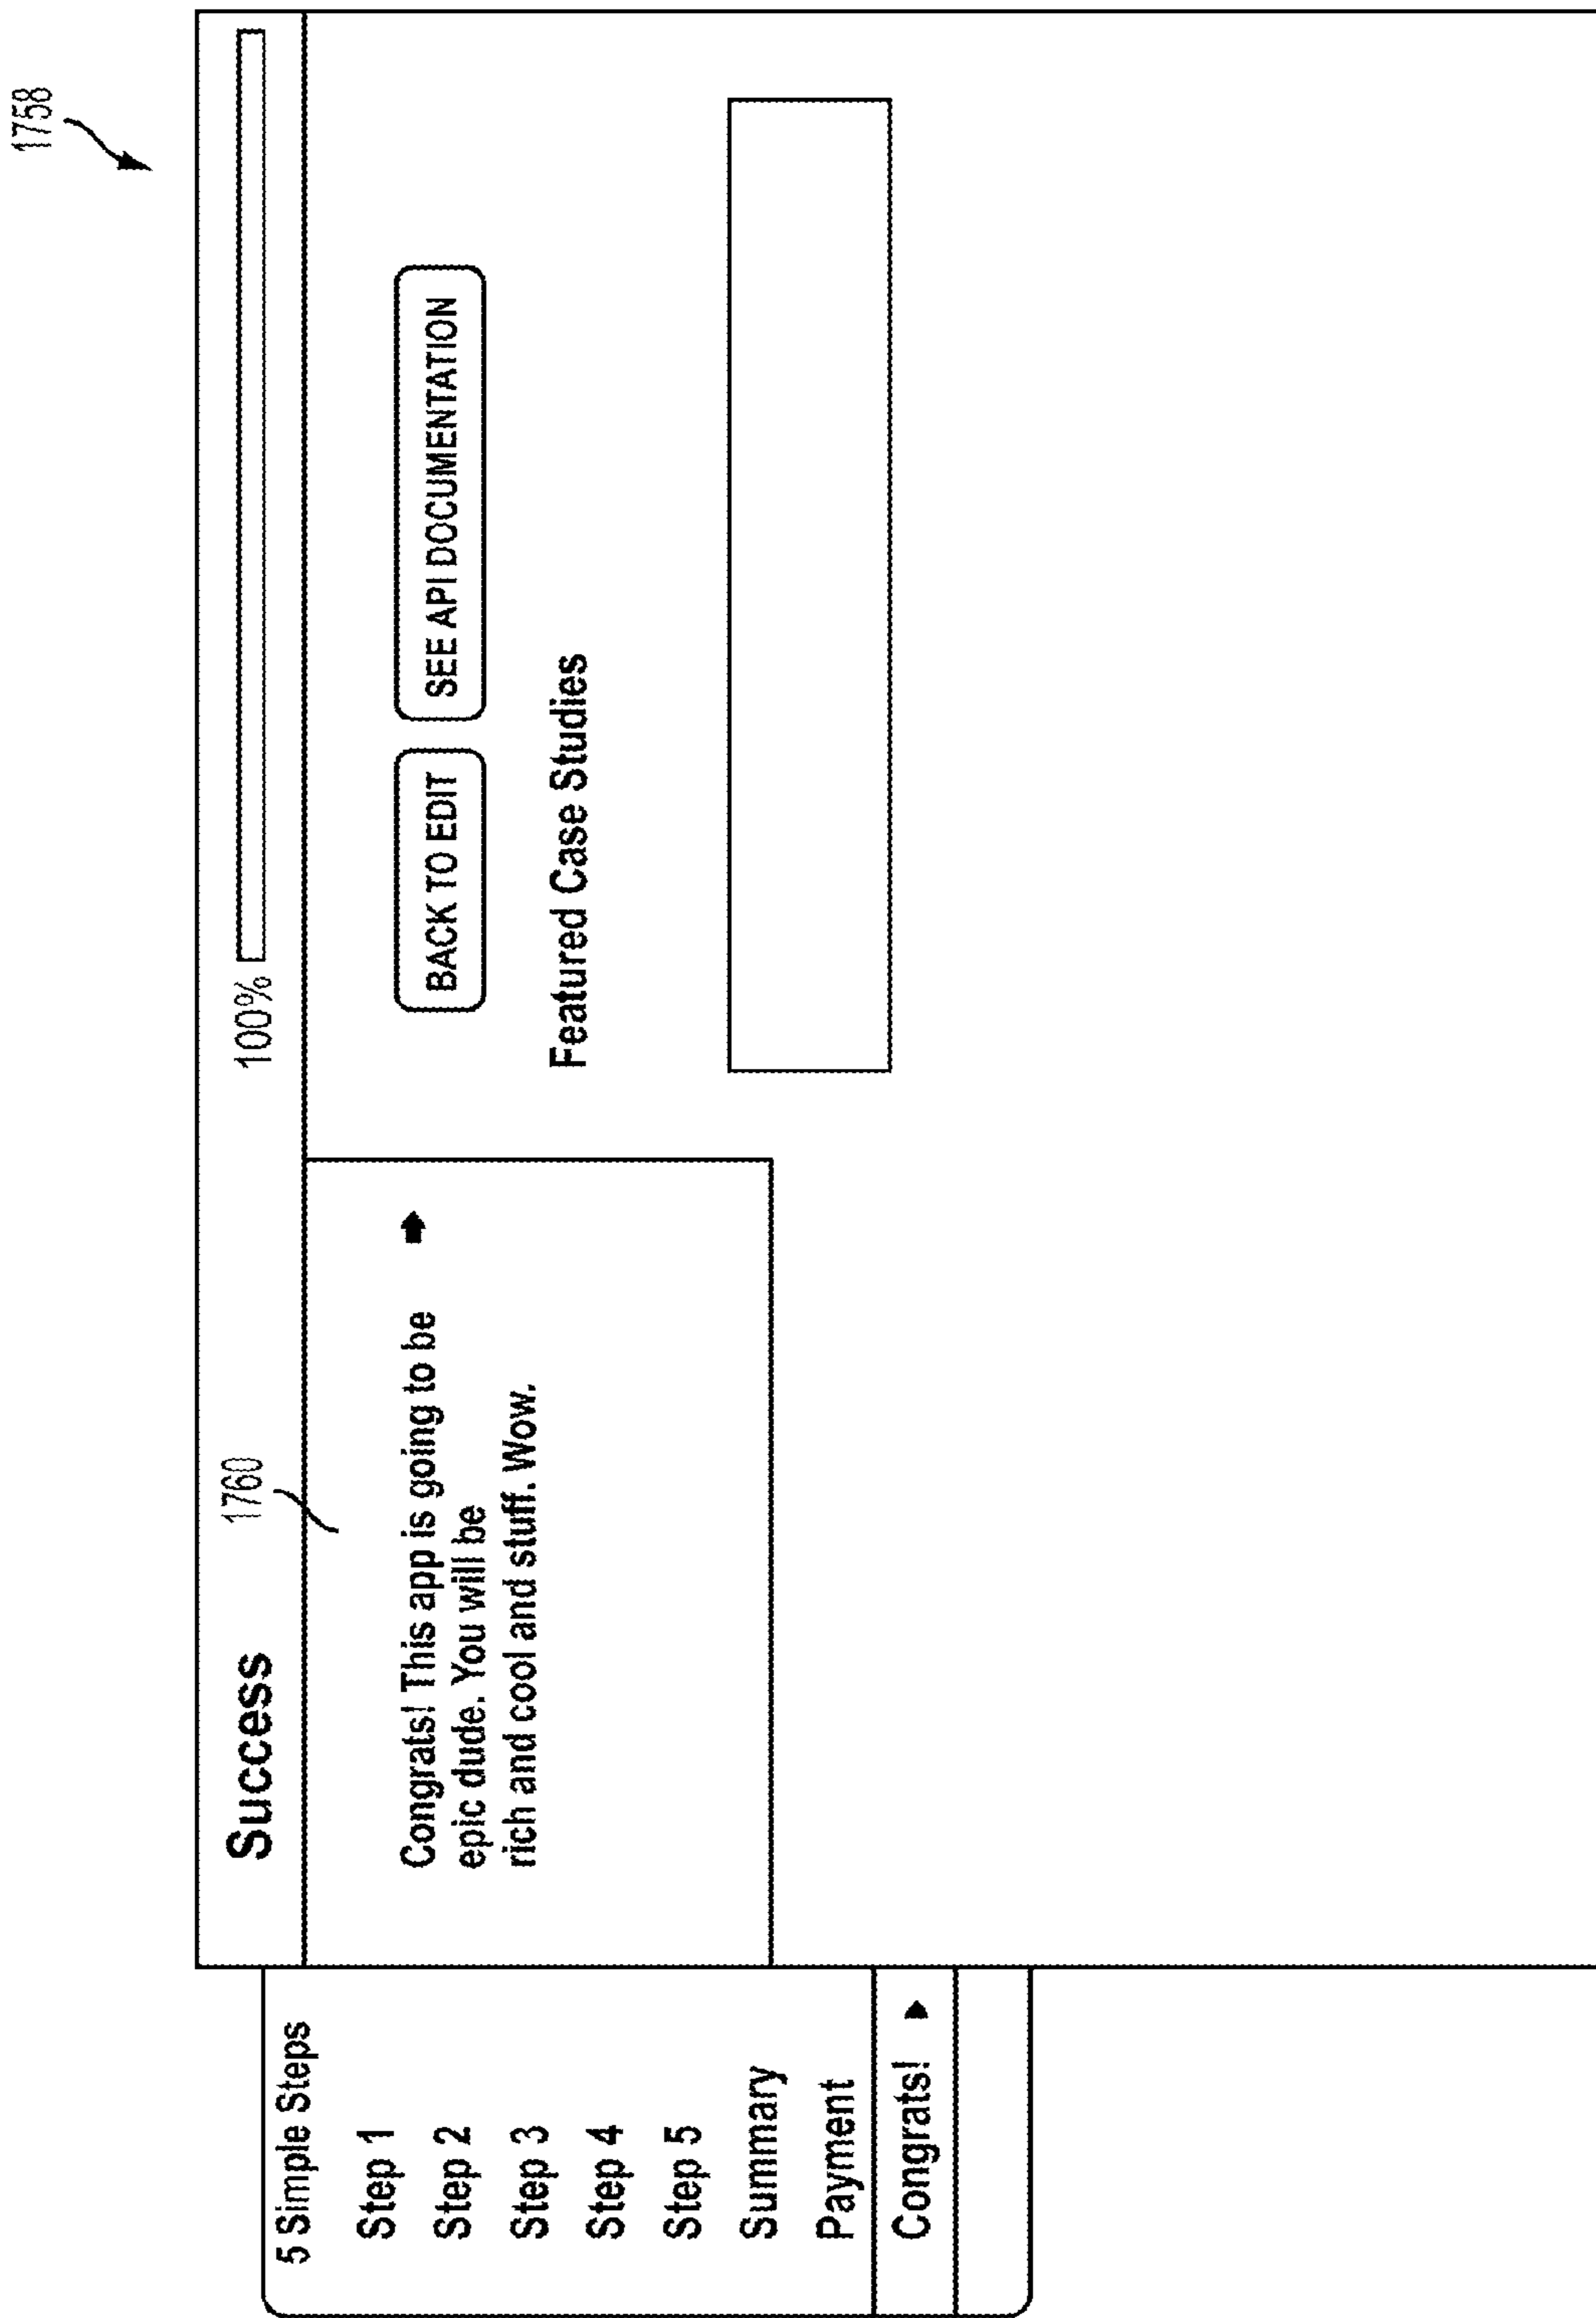 1758
5 Simple Steps
Step 1
Step 2
Step 3
Step 4
Step 5
Summary
Payment
Congrats!
Success
1760
100%
Congrats! This app is going to be
epic dude. You will be
rich and cool and stuff. Wow.
BACK TO EDIT
SEE API DOCUMENTATION
Featured Case Studies